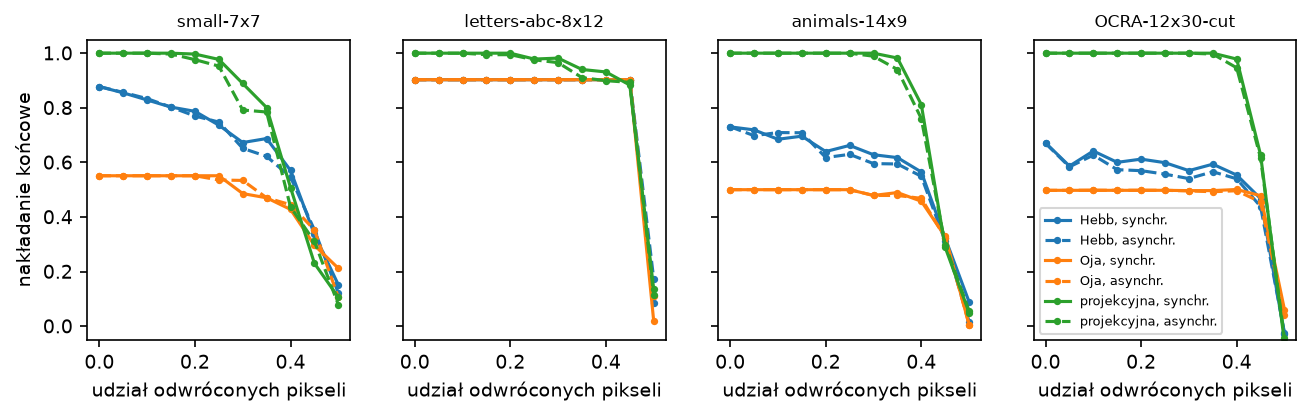 small-7x7
letters-abc-8x12
animals-14x9
OCRA-12x30-cut
nakładanie końcowe
1.0
0.8
0.6
0.4
0.2
0.0
0.0 0.2 0.4
0.0 0.2 0.4
0.0 0.2 0.4
0.0 0.2 0.4
udział odwróconych pikseli
udział odwróconych pikseli
udział odwróconych pikseli
udział odwróconych pikseli
Hebb, synchr.
Hebb, asynchr.
Oja, synchr.
Oja, asynchr.
projekcyjna, synchr.
projekcyjna, asynchr.